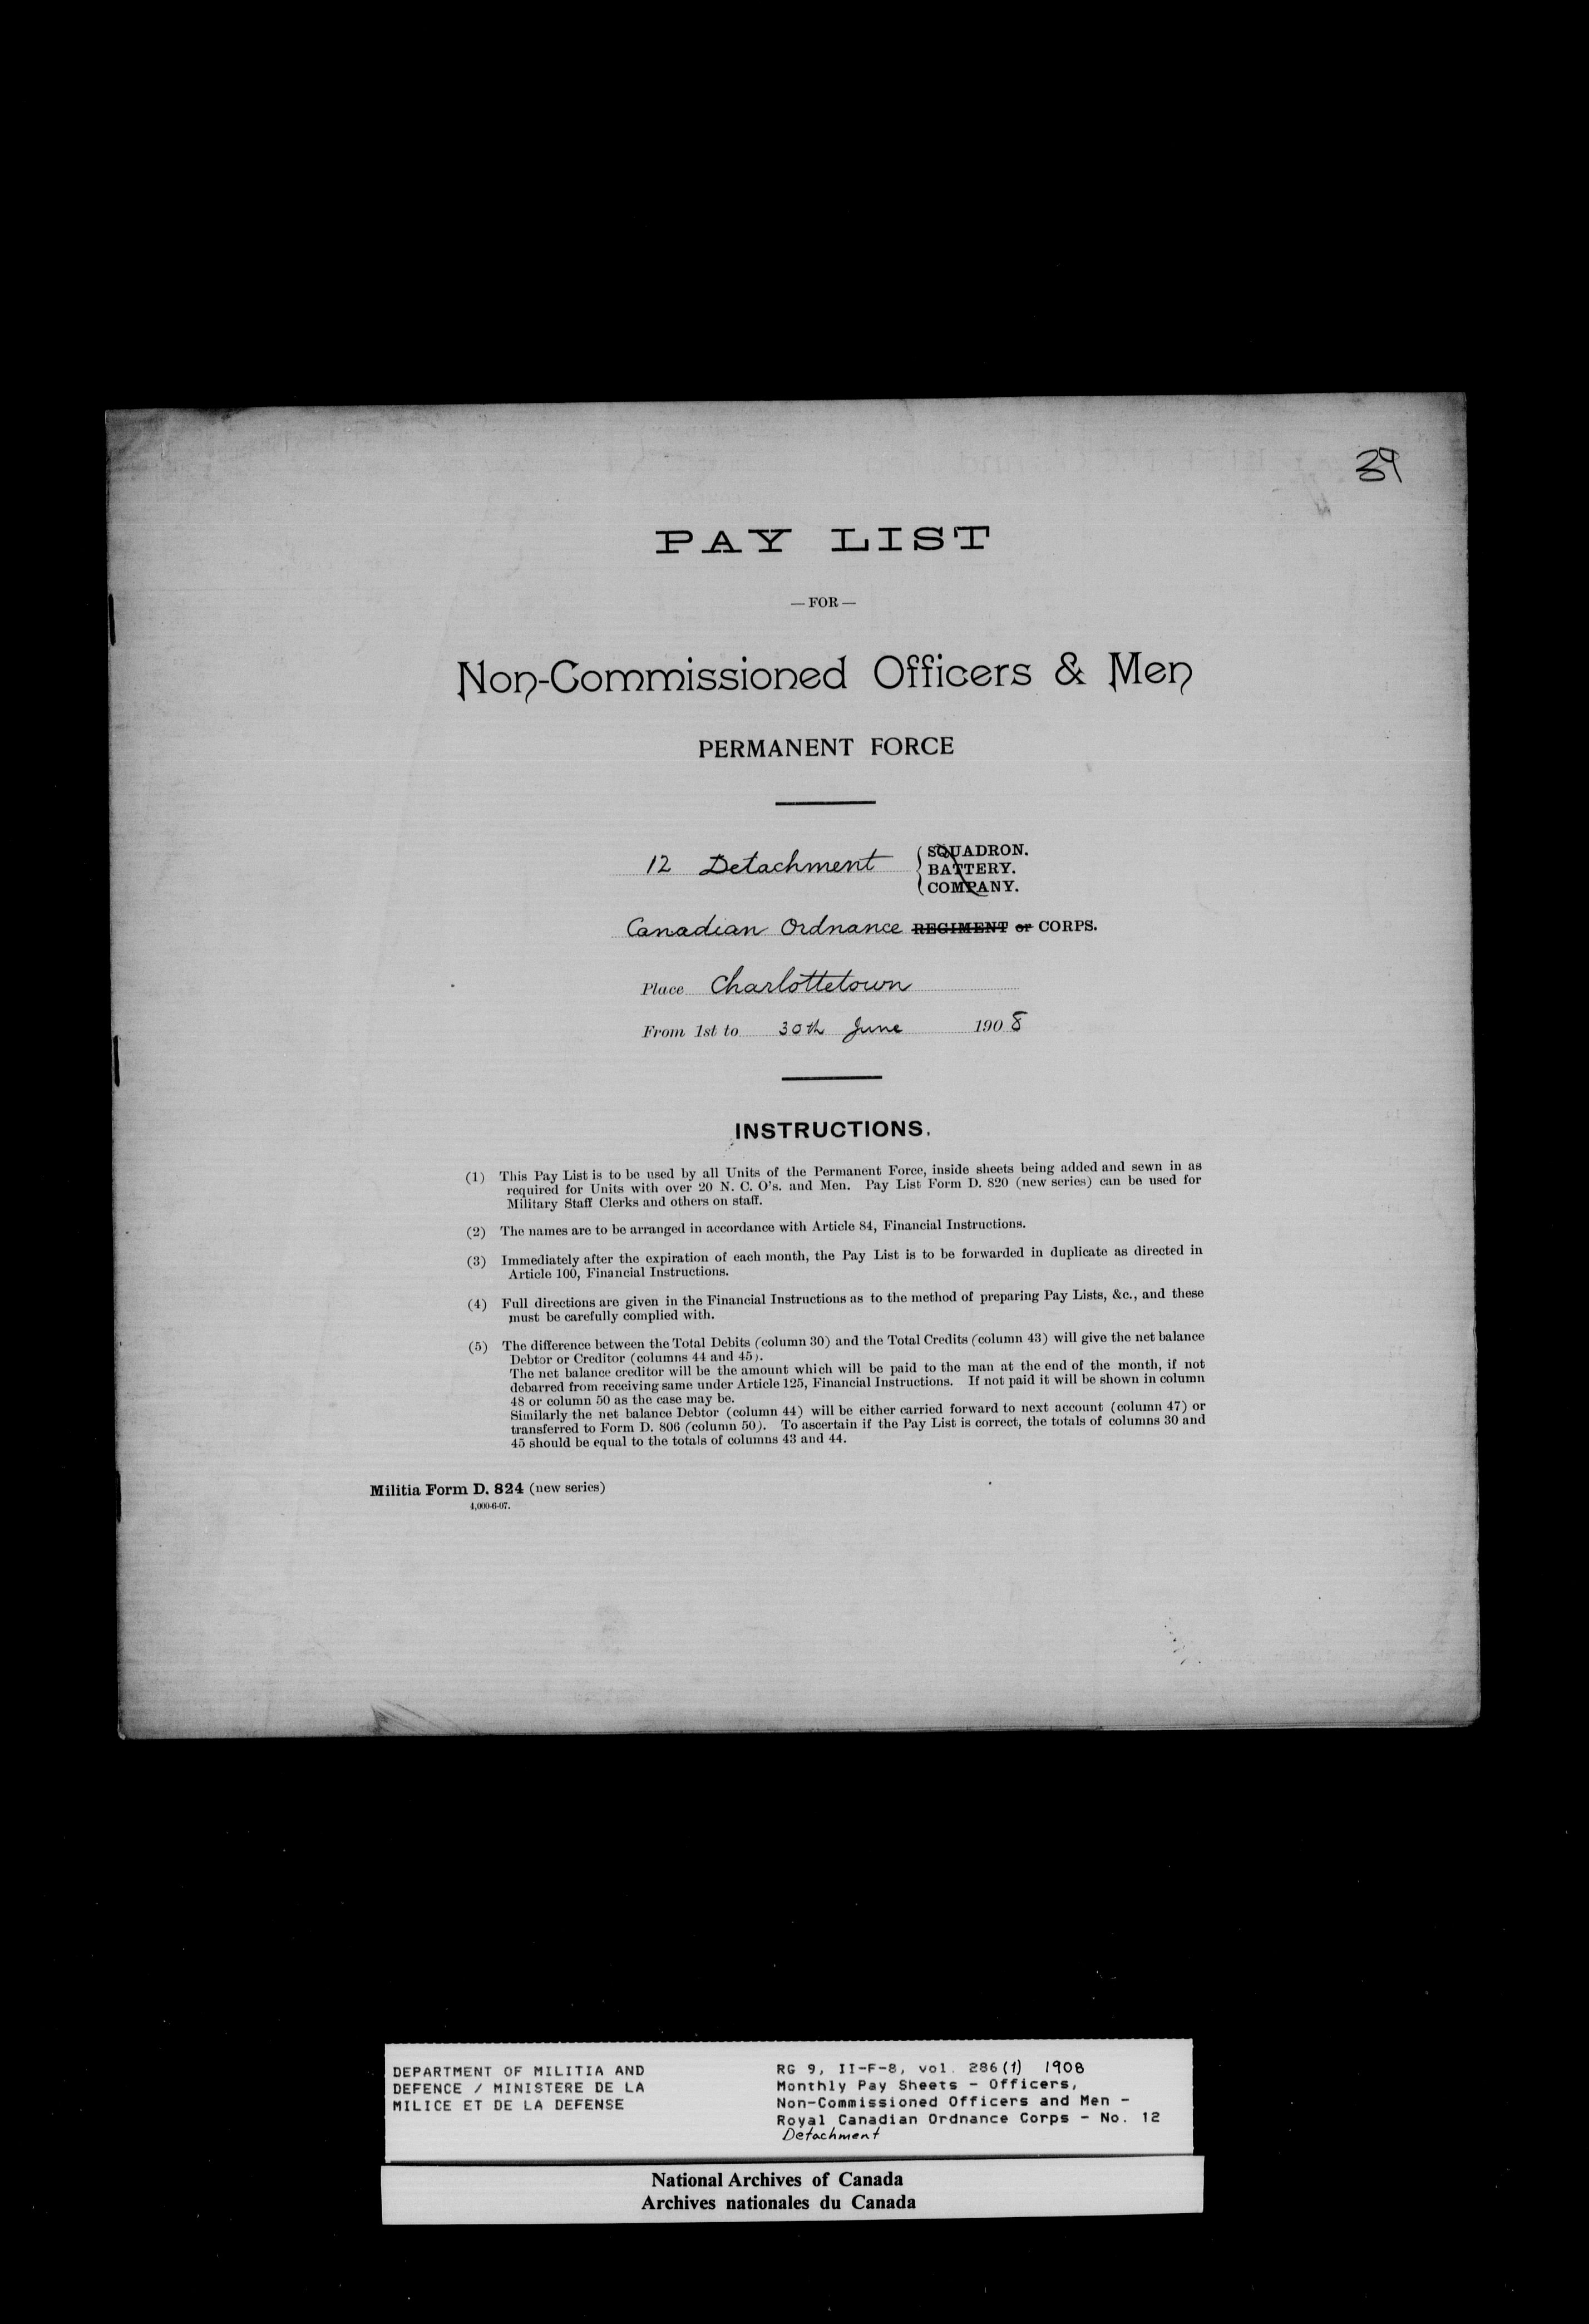 39
PAY LIST
— FOR —
Non-Commissioned Officers & Men
PERMANENT FORCE
12 Detachment { SQUADRON.
BATTERY.
COMPANY.
Canadian Ordnance REGIMENT or CORPS.
Place Charlottetown
From 1st to 30th June 1908
INSTRUCTIONS.
(1) This Pay List is to be used by all Units of the Permanent Force, inside sheets being added and sewn in as
required for Units with over 20 N. C. O's. and Men. Pay List Form D. 820 (new series) can be used for
Military Staff Clerks and others on staff.
(2) The names are to be arranged in accordance with Article 84, Financial Instructions.
(3) Immediately after the expiration of each month, the Pay List is to be forwarded in duplicate as directed in
Article 100, Financial Instructions.
(4) Full directions are given in the Financial Instructions as to the method of preparing Pay Lists, &c., and these
must be carefully complied with.
(5) The difference between the Total Debits (column 30) and the Total Credits (column 43) will give the net balance
Debtor or Creditor (columns 44 and 45).
The net balance creditor will be the amount which will be paid to the man at the end of the month, if not
debarred from receiving same under Article 125, Financial Instructions. If not paid it will be shown in column
48 or column 50 as the case may be.
Similarly the net balance Debtor (column 44) will be either carried forward to next account (column 47) or
transferred to Form D. 806 (column 50). To ascertain if the Pay List is correct, the totals of columns 30 and
45 should be equal to the totals of columns 43 and 44.
Militia Form D. 824 (new series)
4,000-6-07.
DEPARTMENT OF MILITIA AND
DEFENCE / MINISTERE DE LA
MILICE ET DE LA DEFENSE
RG 9, II-F-8, vol. 286(1) 1908
Monthly Pay Sheets - Officers,
Non-Commissioned Officers and Men -
Royal Canadian Ordnance Corps - No. 12
Detachment
National Archives of Canada
Archives nationales du Canada